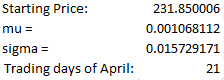 Starting Price: 231.850006
mu = 0.001068112
sigma = 0.015729171
Trading days of April: 21